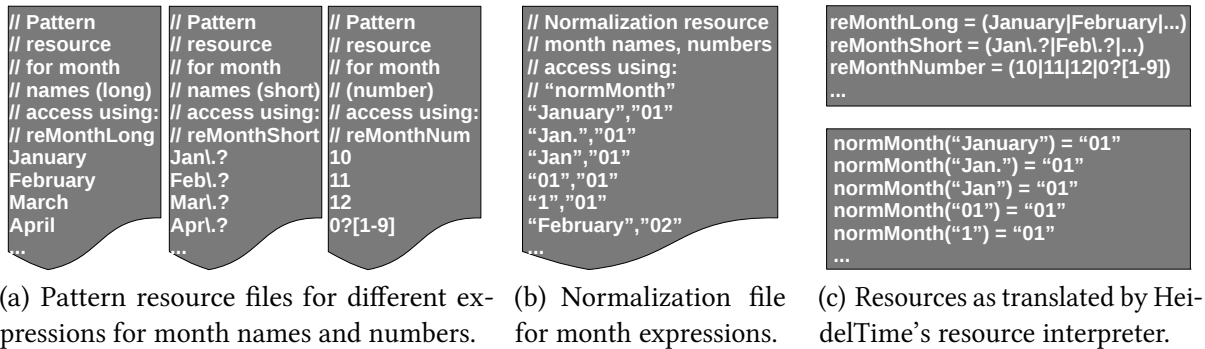 // Pattern
// resource
// for month
// names (long)
// access using:
// reMonthLong
January
February
March
April
...
// Pattern
// resource
// for month
// names (short)
// access using:
// reMonthShort
Jan\.?
Feb\.?
Mar\.?
Apr\.?
...
// Pattern
// resource
// for month
// (number)
// access using:
// reMonthNum
10
11
12
0?[1-9]
(a) Pattern resource files for different ex-
pressions for month names and numbers.
// Normalization resource
// month names, numbers
// access using:
// “normMonth”
“January”,”01”
“Jan.”,”01”
“Jan”,”01”
“01”,”01”
“1”,”01”
“February”,”02”
...
(b) Normalization file
for month expressions.
reMonthLong = (January|February|...)
reMonthShort = (Jan\.?|Feb\.?|...)
reMonthNumber = (10|11|12|0?[1-9])
...
normMonth(“January”) = “01”
normMonth(“Jan.”) = “01”
normMonth(“Jan”) = “01”
normMonth(“01”) = “01”
normMonth(“1”) = “01”
...
(c) Resources as translated by Hei-
delTime’s resource interpreter.